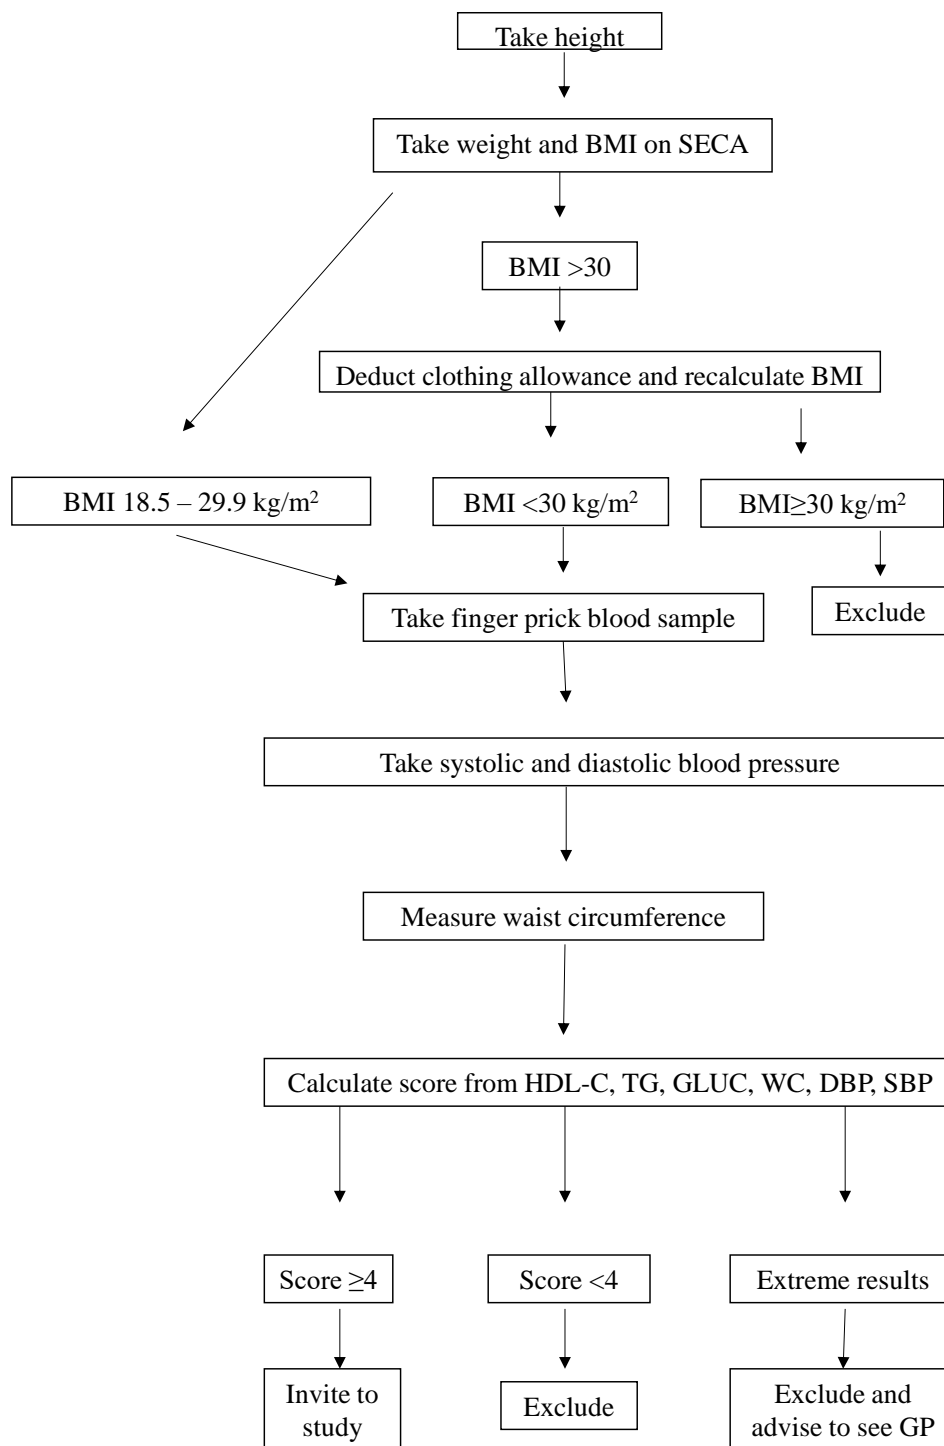 Take height
Take weight and BMI on SECA
BMI >30
Deduct clothing allowance and recalculate BMI
BMI 18.5 – 29.9 kg/m²
BMI <30 kg/m²
BMI≥30 kg/m²
Take finger prick blood sample
Exclude
Take systolic and diastolic blood pressure
Measure waist circumference
Calculate score from HDL-C, TG, GLUC, WC, DBP, SBP
Score ≥4
Score <4
Extreme results
Invite to
study
Exclude
Exclude and
advise to see GP